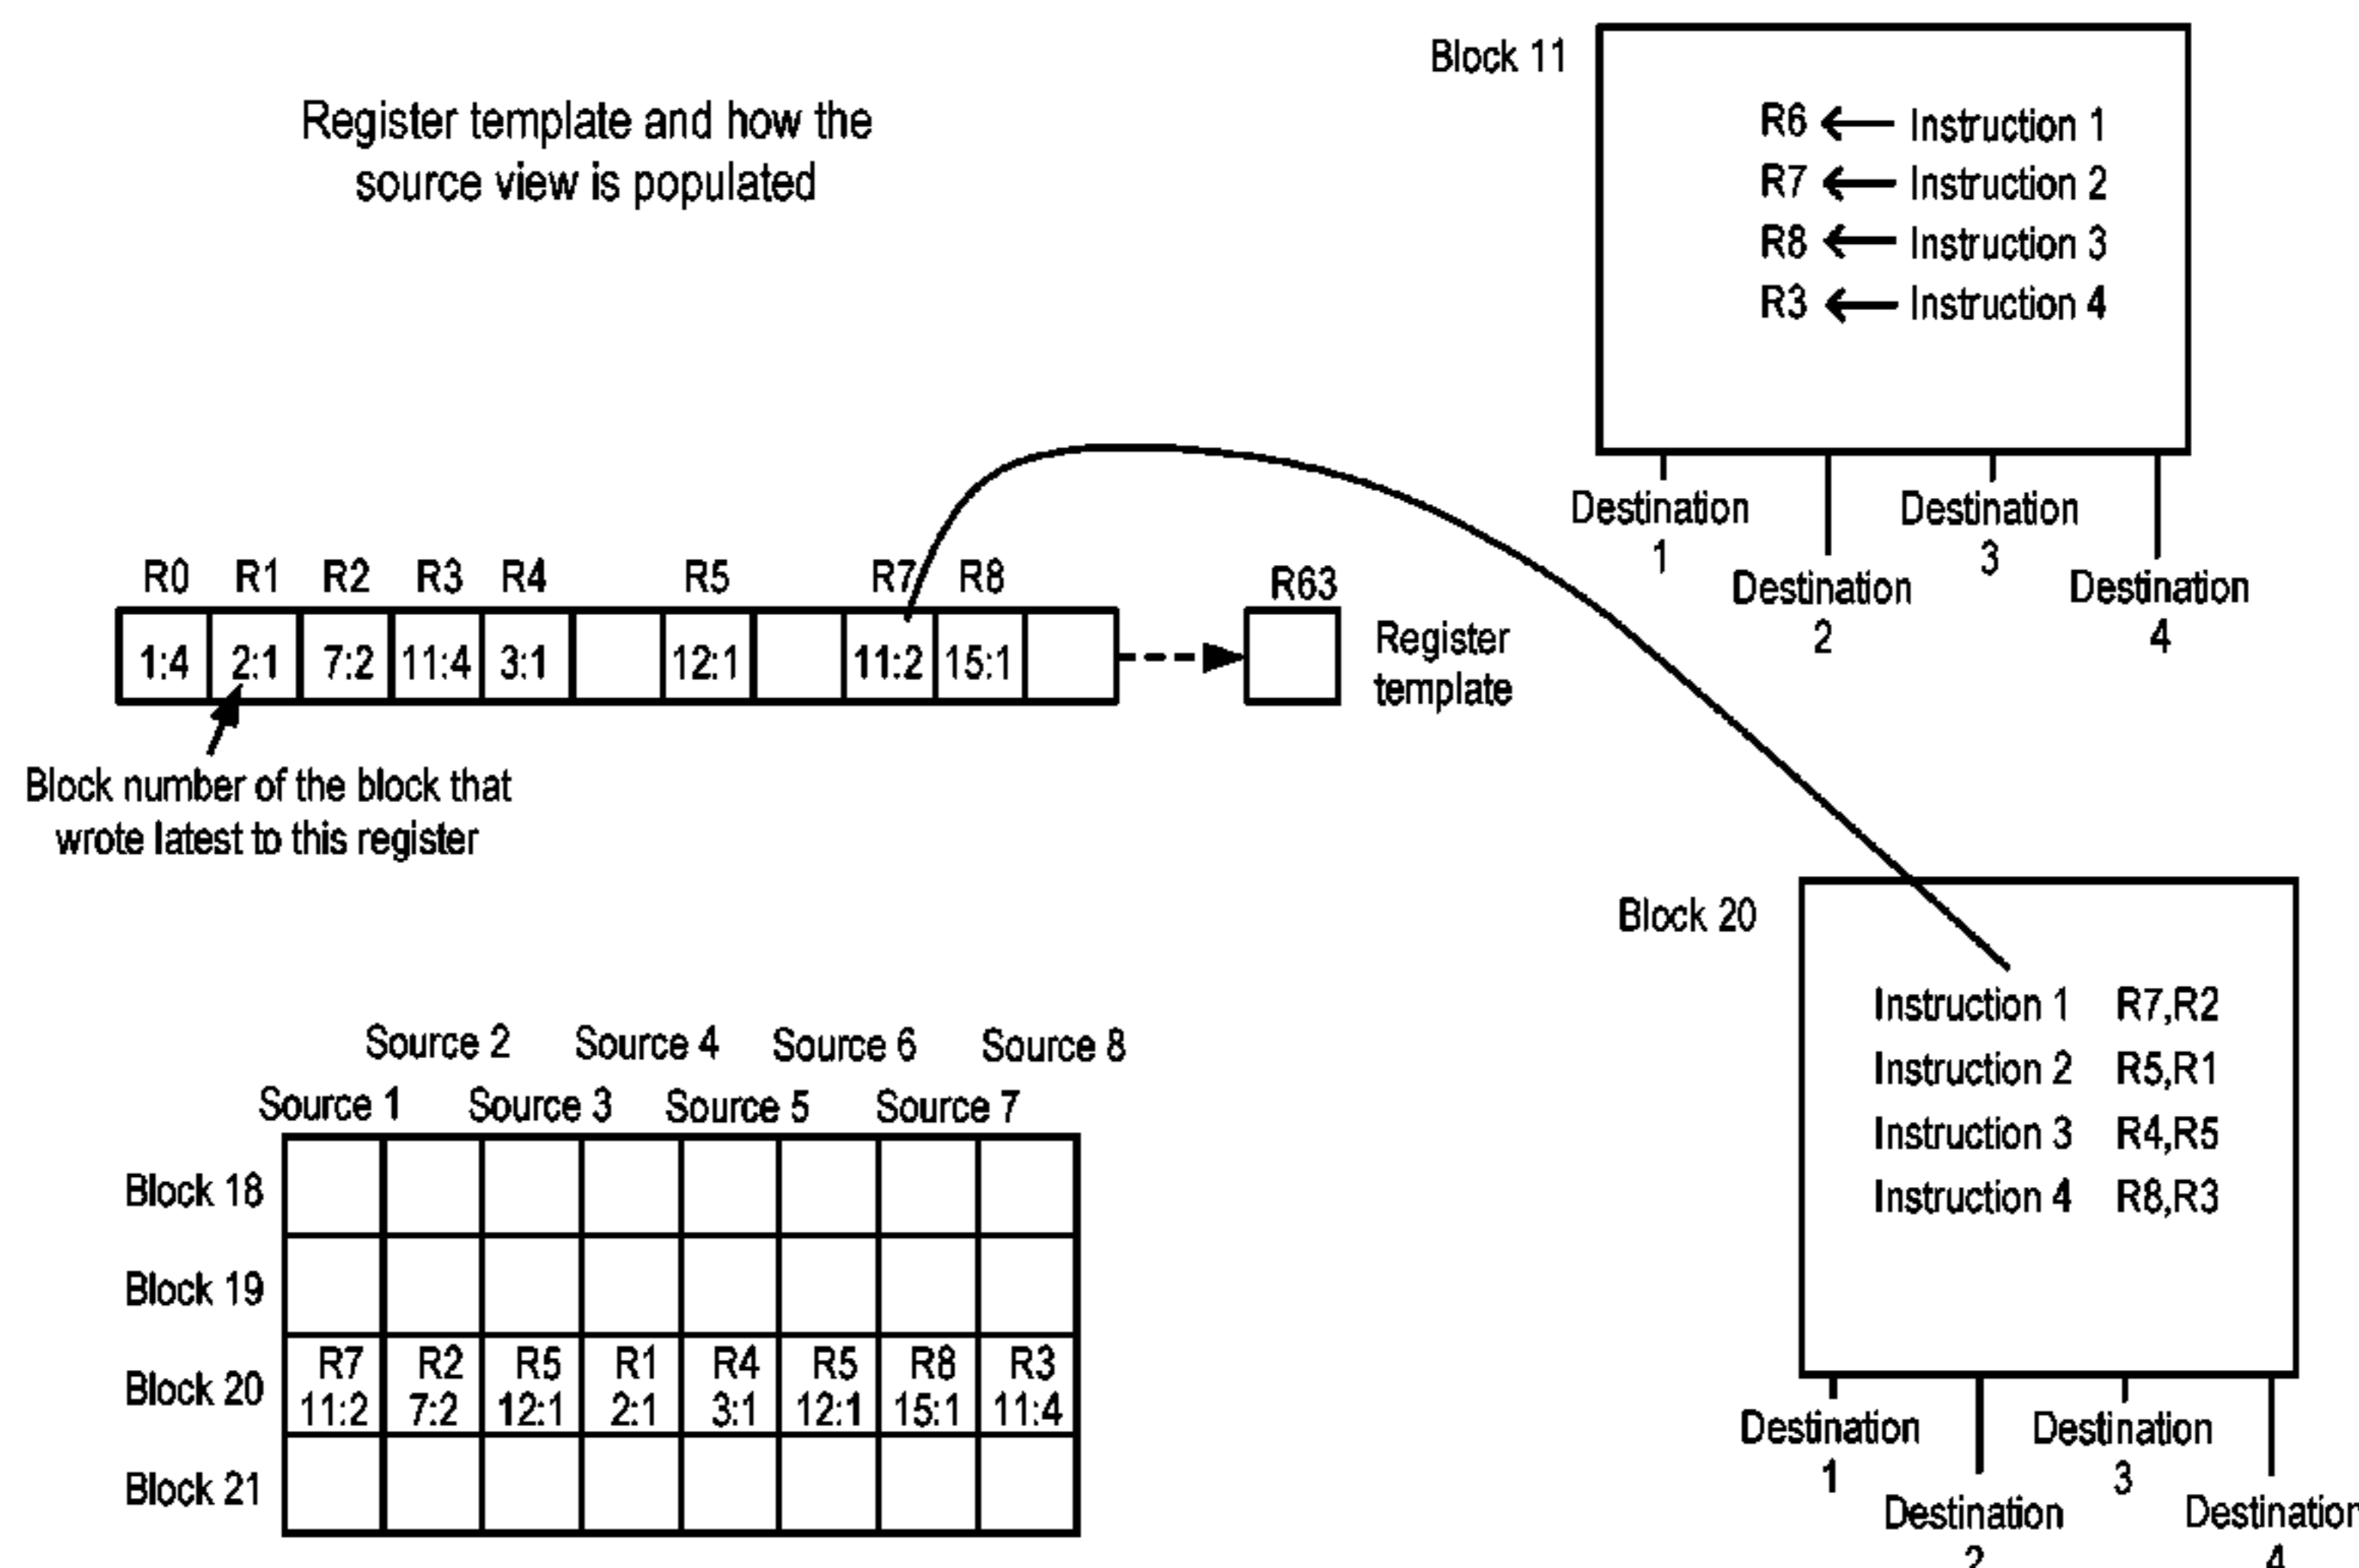 Register template and how the
source view is populated
Block 11
R6 ← Instruction 1
R7 ← Instruction 2
R8 ← Instruction 3
R3 ← Instruction 4
Destination
1
Destination
2
Destination
3
Destination
4
R0 R1 R2 R3 R4 R5 R7 R8 R63
1:4 2:1 7:2 11:4 3:1 12:1 11:2 15:1
Register
template
Block number of the block that
wrote latest to this register
Block 20
Instruction 1 R7,R2
Instruction 2 R5,R1
Instruction 3 R4,R5
Instruction 4 R8,R3
Destination
1
Destination
2
Destination
3
Destination
4
Source 2 Source 4 Source 6 Source 8
Source 1 Source 3 Source 5 Source 7
Block 18
Block 19
Block 20
R7 R2 R5 R1 R4 R5 R8 R3
11:2 7:2 12:1 2:1 3:1 12:1 15:1 11:4
Block 21